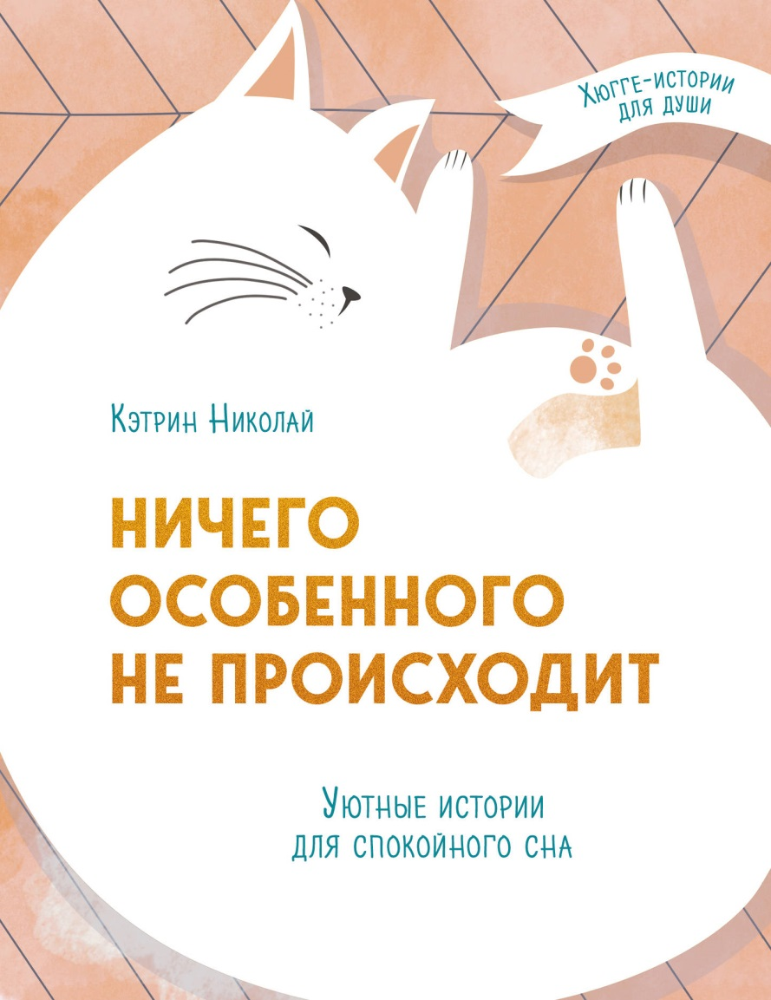 Хюгге-истории
для души
Кэтрин Николай
НИЧЕГО
ОСОБЕННОГО
НЕ ПРОИСХОДИТ
Уютные истории
для спокойного сна